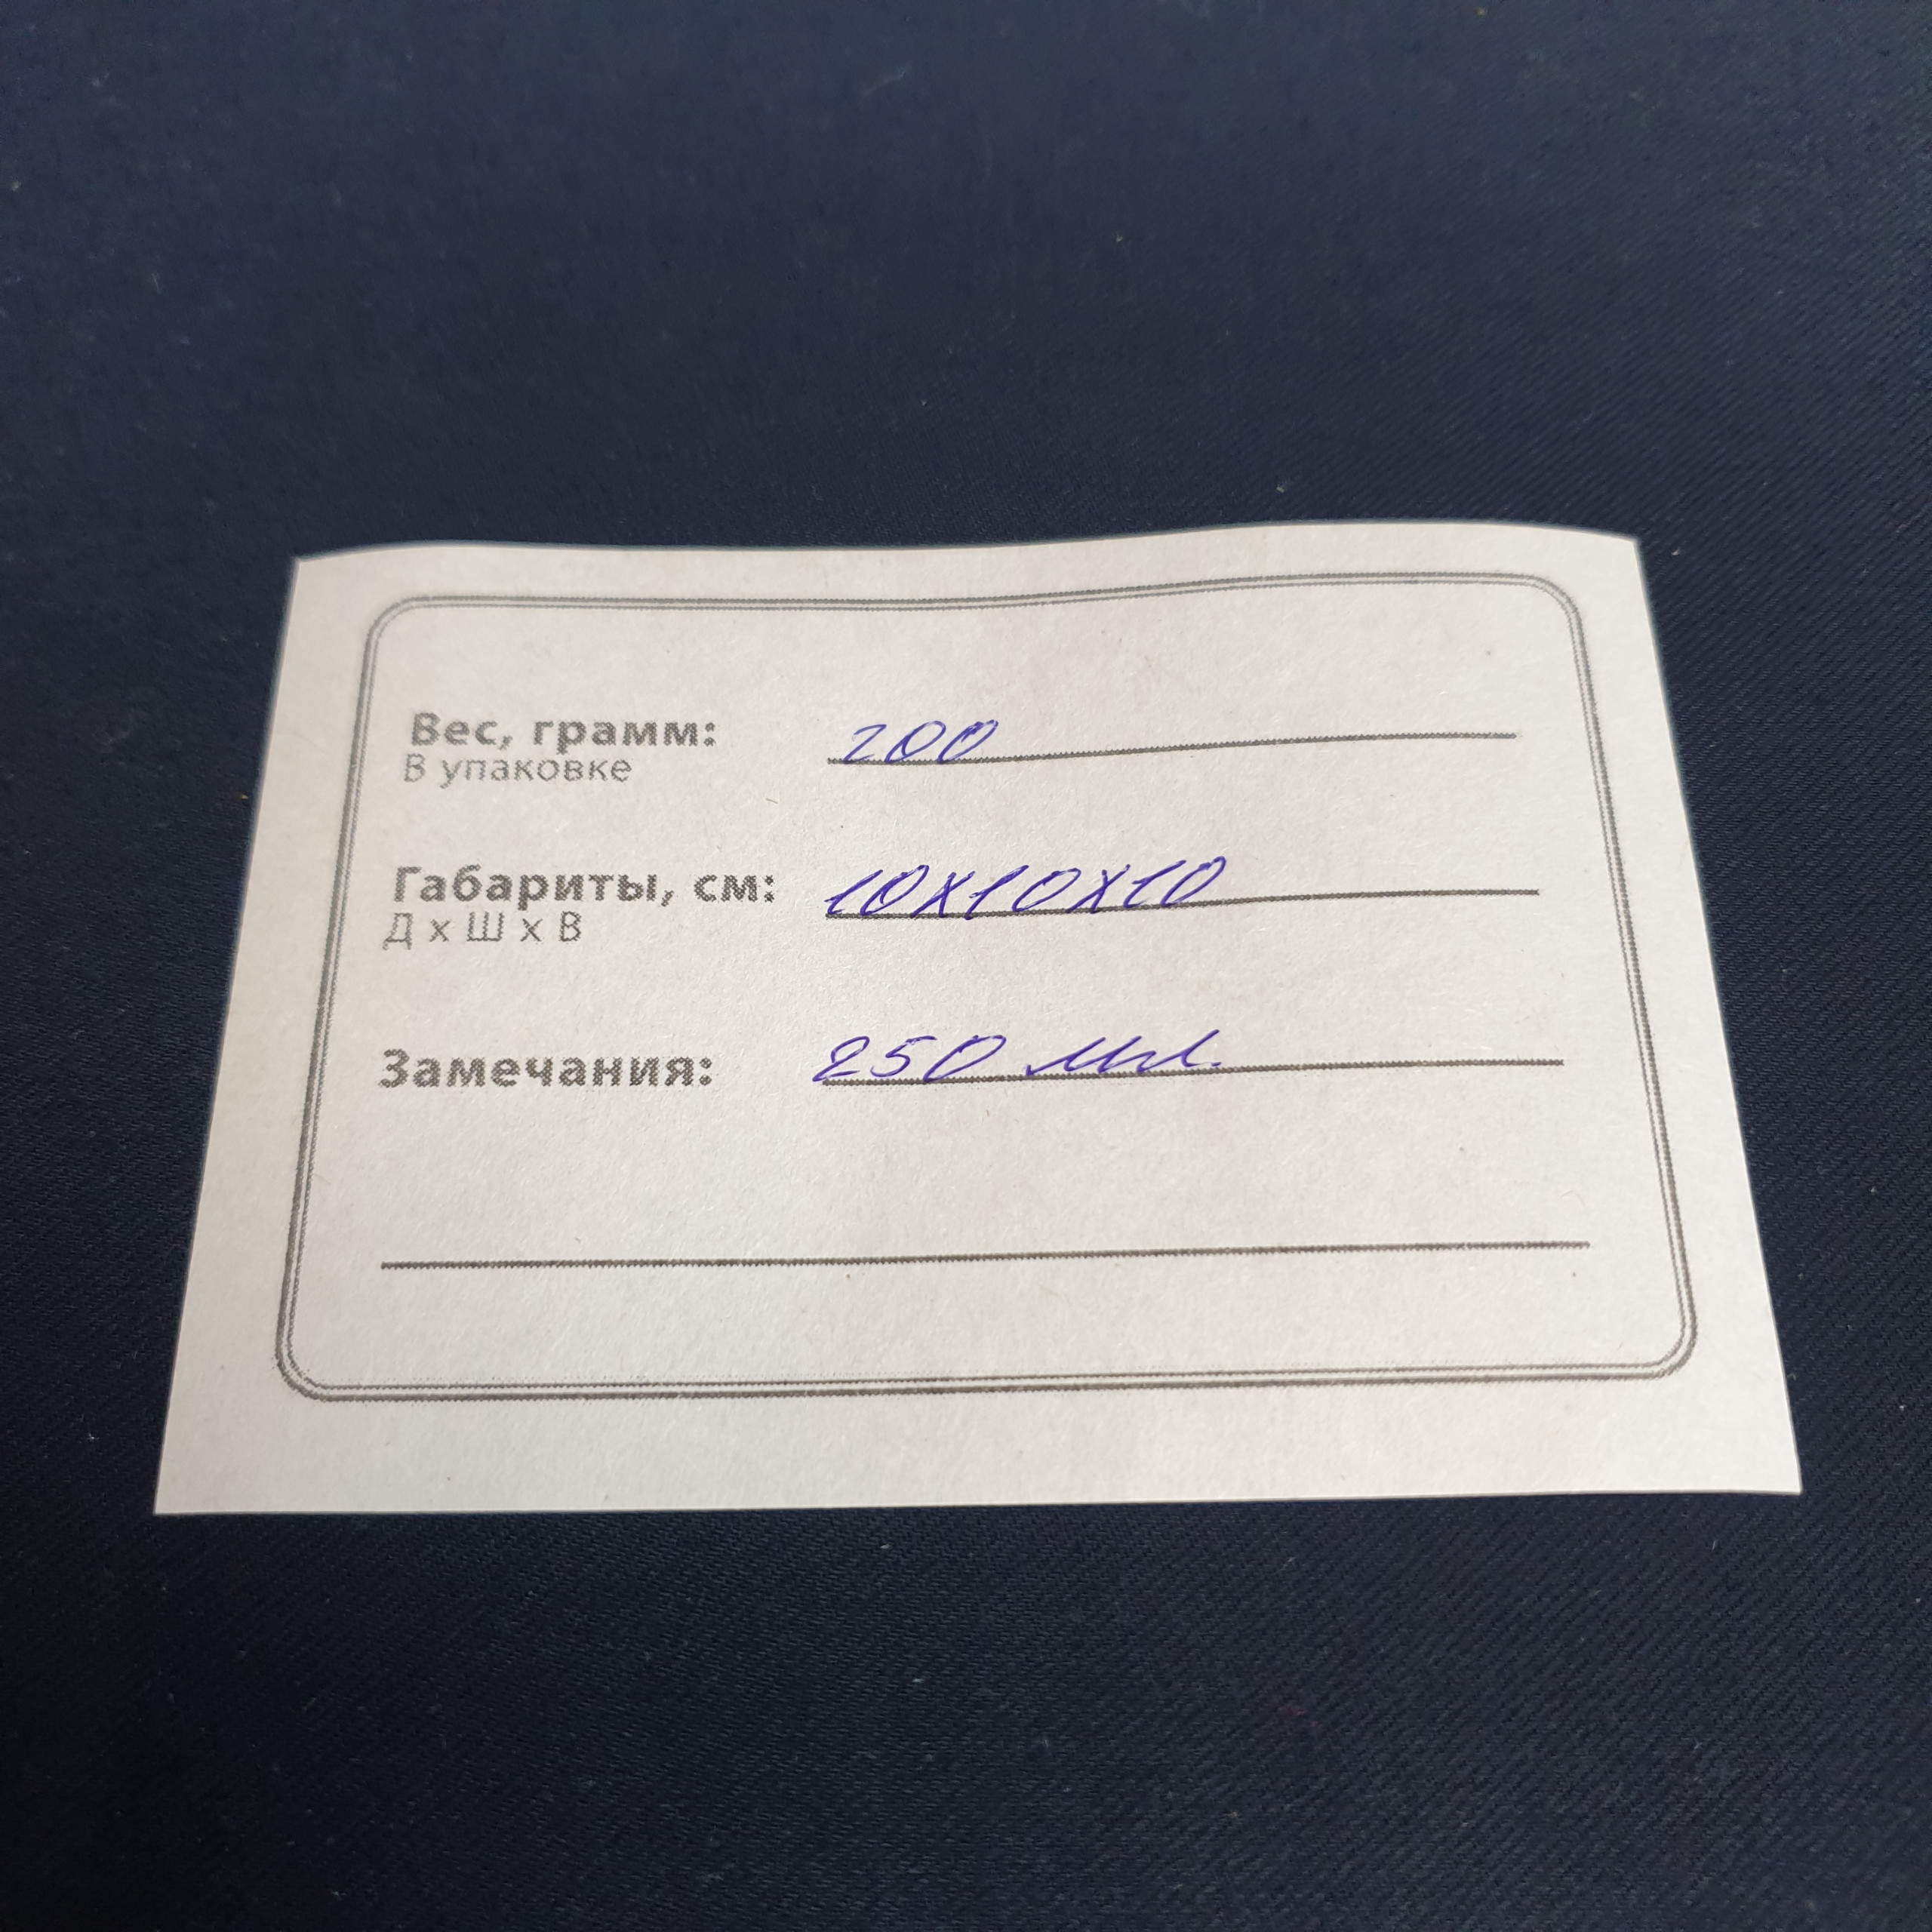 Вес, грамм: 200
В упаковке
Габариты, см: 10х10х10
Д х Ш х В
Замечания: 250 мл.